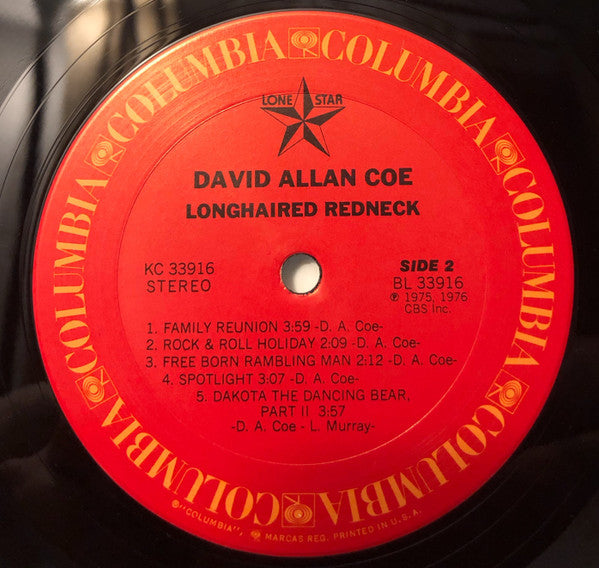 COLUMBIA COLUMBIA COLUMBIA COLUMBIA COLUMBIA COLUMBIA
LONE STAR
DAVID ALLAN COE
LONGHAIRED REDNECK
KC 33916
STEREO
SIDE 2
BL 33916
℗ 1975, 1976
CBS Inc.
1. FAMILY REUNION 3:59 -D. A. Coe-
2. ROCK & ROLL HOLIDAY 2:09 -D. A. Coe-
3. FREE BORN RAMBLING MAN 2:12 -D. A. Coe-
4. SPOTLIGHT 3:07 -D. A. Coe-
5. DAKOTA THE DANCING BEAR,
PART II 3:57
-D. A. Coe - L. Murray-
®"COLUMBIA", MARCAS REG. PRINTED IN U.S.A.